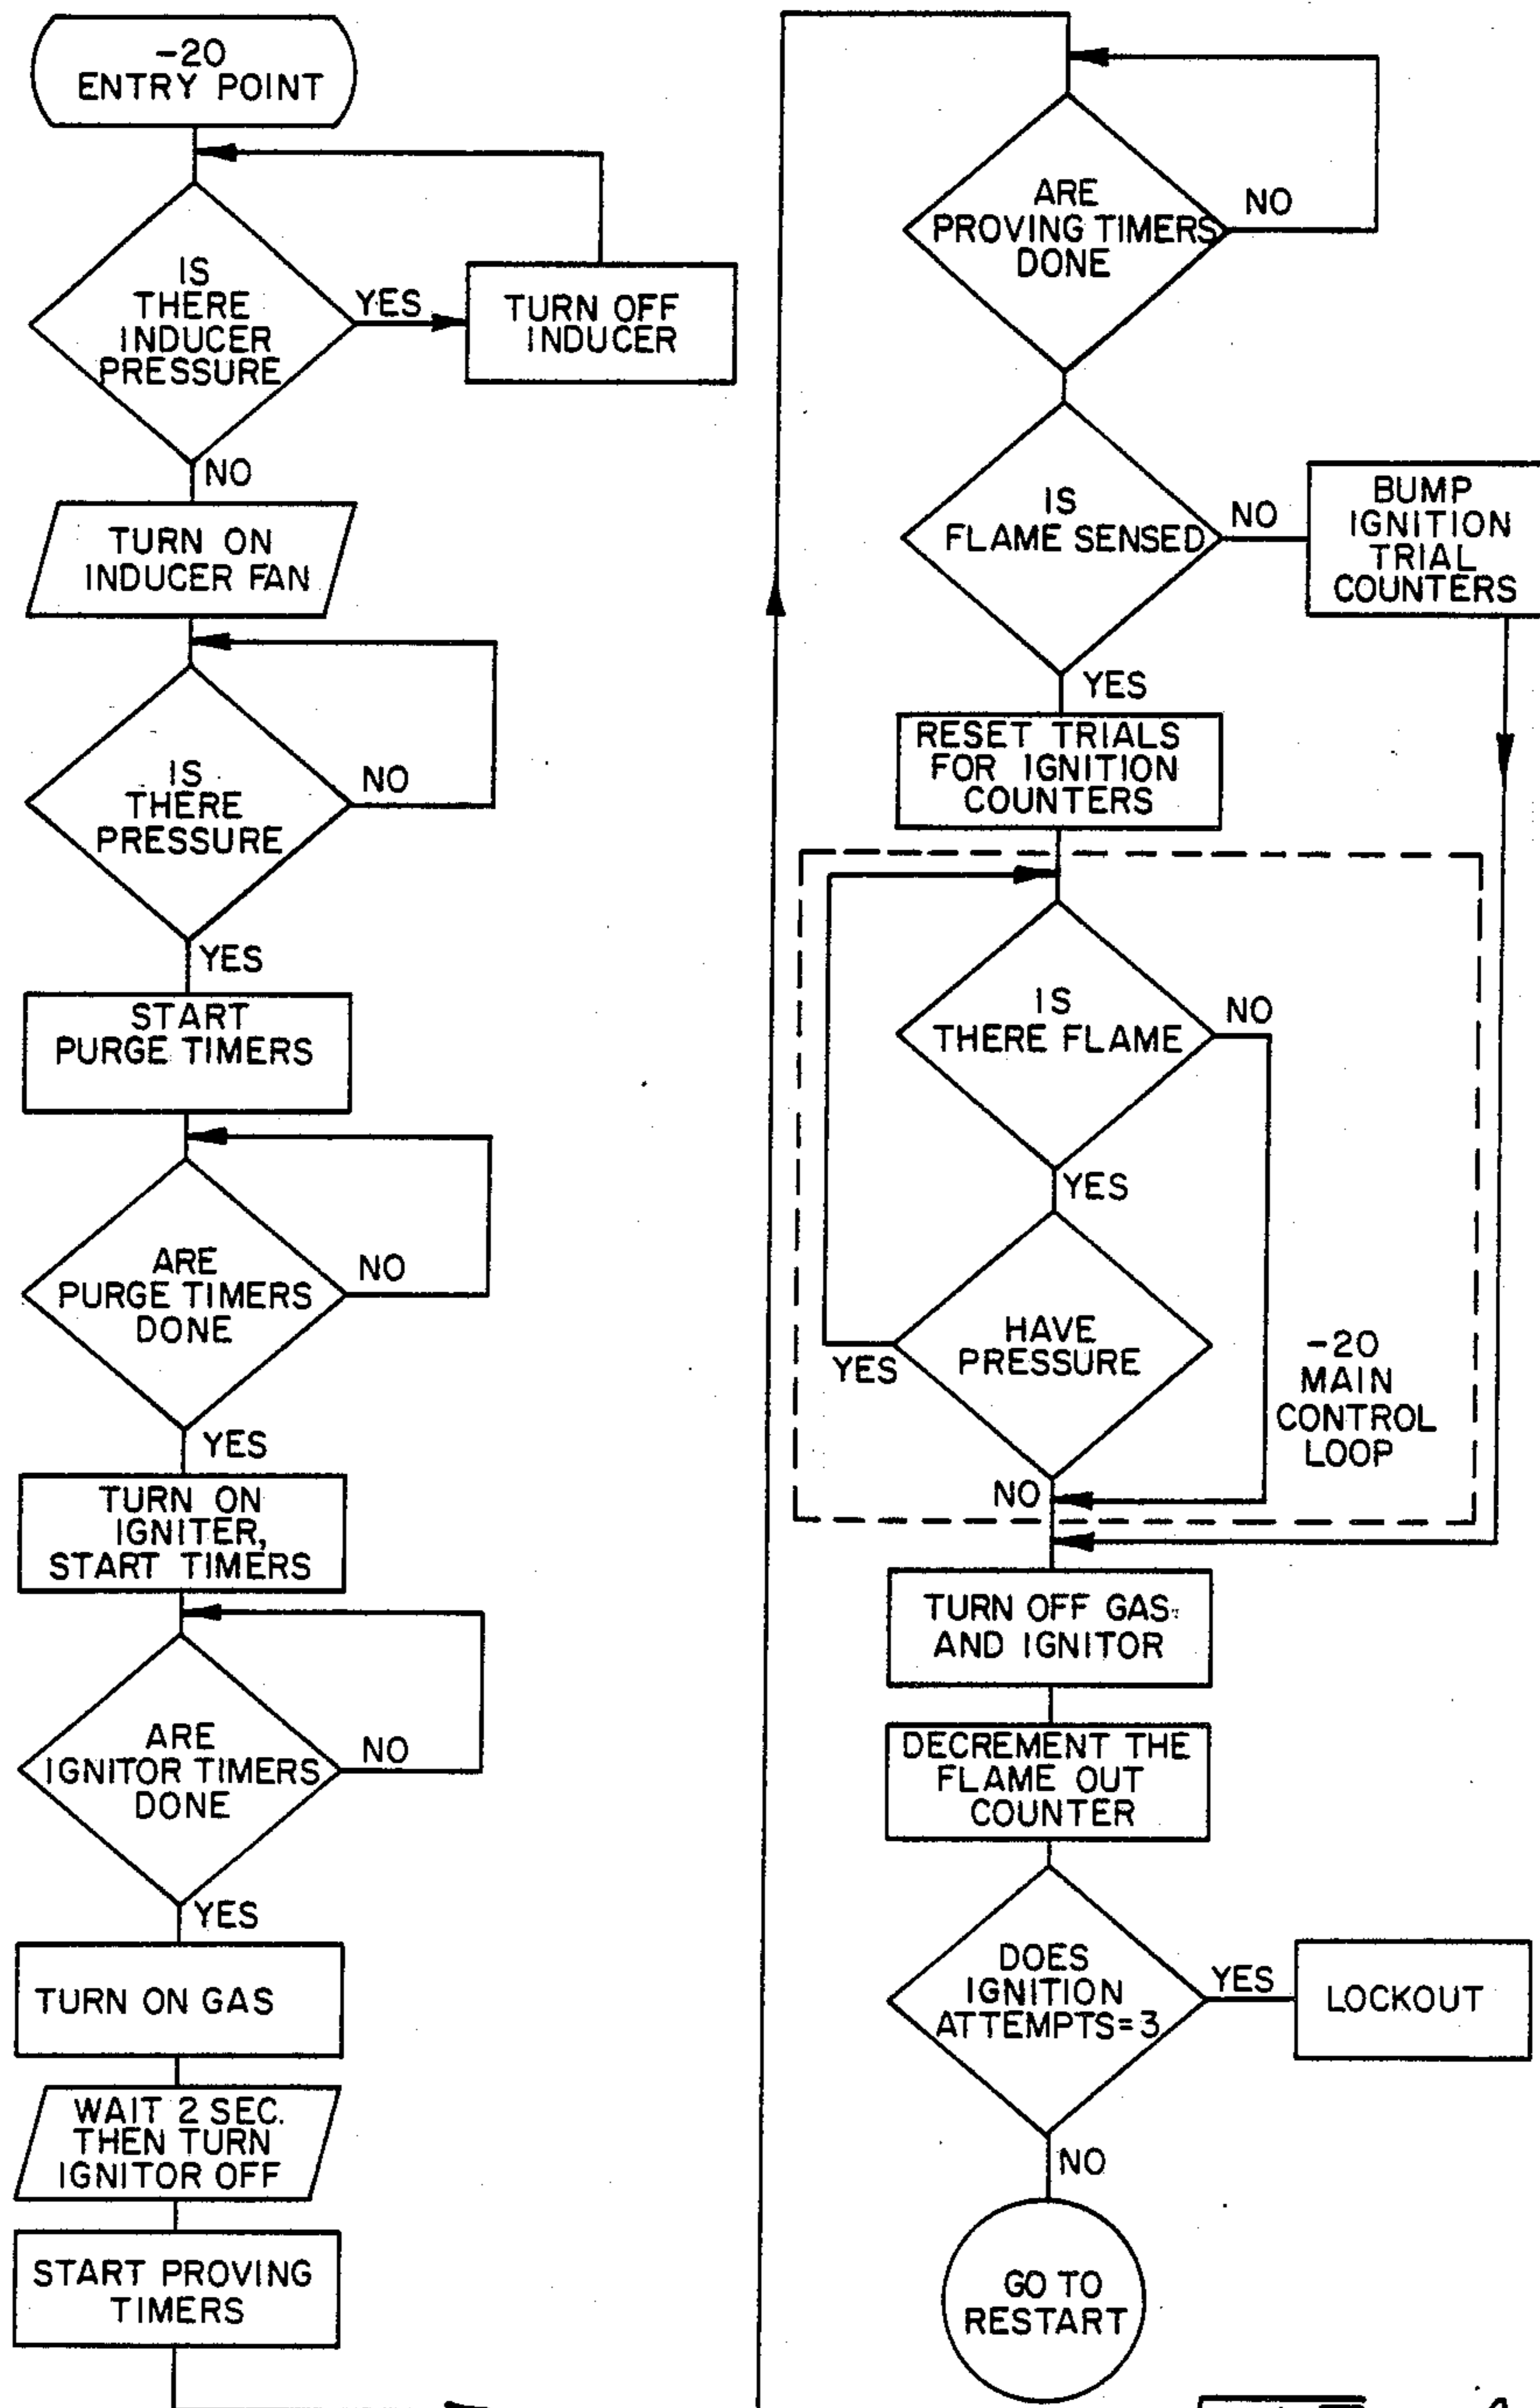 -20
ENTRY POINT
IS
THERE
INDUCER
PRESSURE
YES
TURN OFF
INDUCER
NO
TURN ON
INDUCER FAN
IS
THERE
PRESSURE
NO
YES
START
PURGE TIMERS
ARE
PURGE TIMERS
DONE
NO
YES
TURN ON
IGNITER,
START TIMERS
ARE
IGNITOR TIMERS
DONE
NO
YES
TURN ON GAS
WAIT 2 SEC.
THEN TURN
IGNITOR OFF
START PROVING
TIMERS
ARE
PROVING TIMERS
DONE
NO
IS
FLAME SENSED
NO
BUMP
IGNITION
TRIAL
COUNTERS
YES
RESET TRIALS
FOR IGNITION
COUNTERS
IS
THERE FLAME
NO
YES
HAVE
PRESSURE
YES
-20
MAIN
CONTROL
LOOP
NO
TURN OFF GAS
AND IGNITOR
DECREMENT THE
FLAME OUT
COUNTER
DOES
IGNITION
ATTEMPTS=3
YES
LOCKOUT
NO
GO TO
RESTART